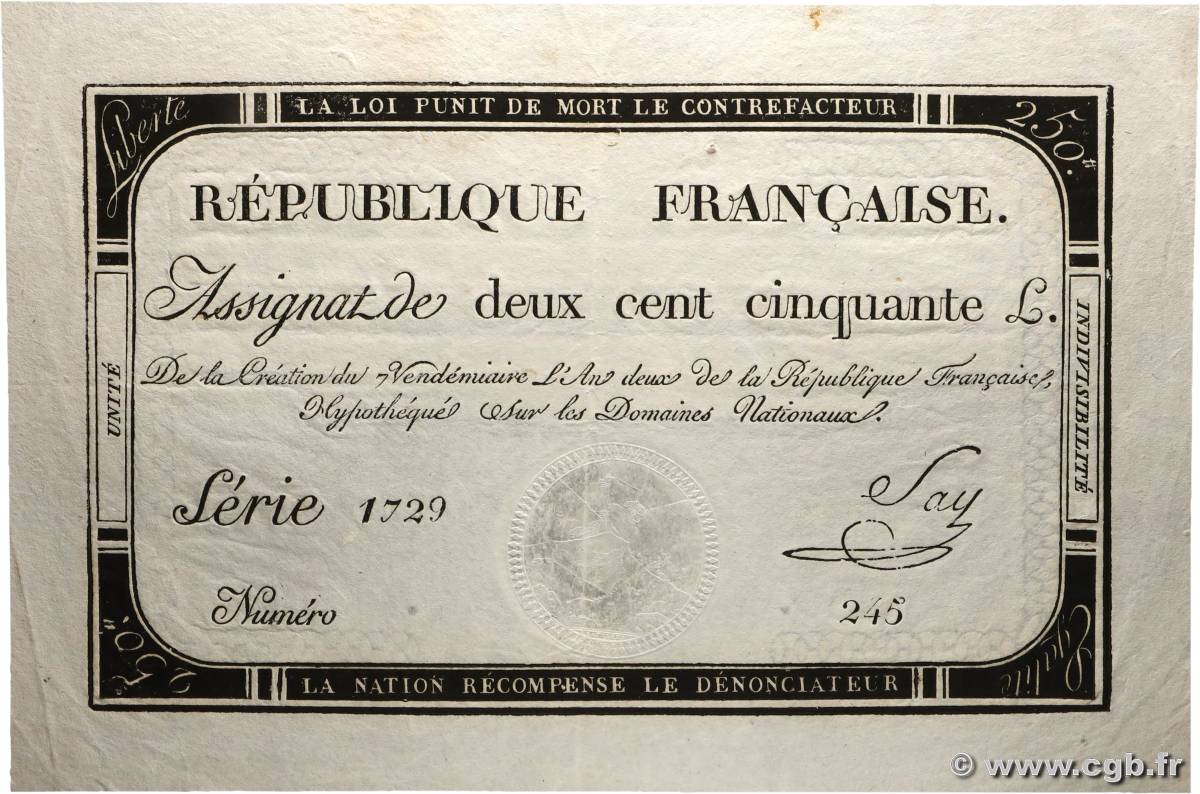 LA LOI PUNIT DE MORT LE CONTREFACTEUR
Liberté
250.ᵗᵗ
RÉPUBLIQUE FRANÇAISE.
Assignat de deux cent cinquante L.
De la Création du 7 Vendémiaire L'An deux de la République Française,
Hypothéqué sur les Domaines Nationaux.
UNITÉ
INDIVISIBILITÉ
Série 1729
Say
Numéro 245
250.ᵗᵗ
Egalité
LA NATION RÉCOMPENSE LE DÉNONCIATEUR
© www.cgb.fr